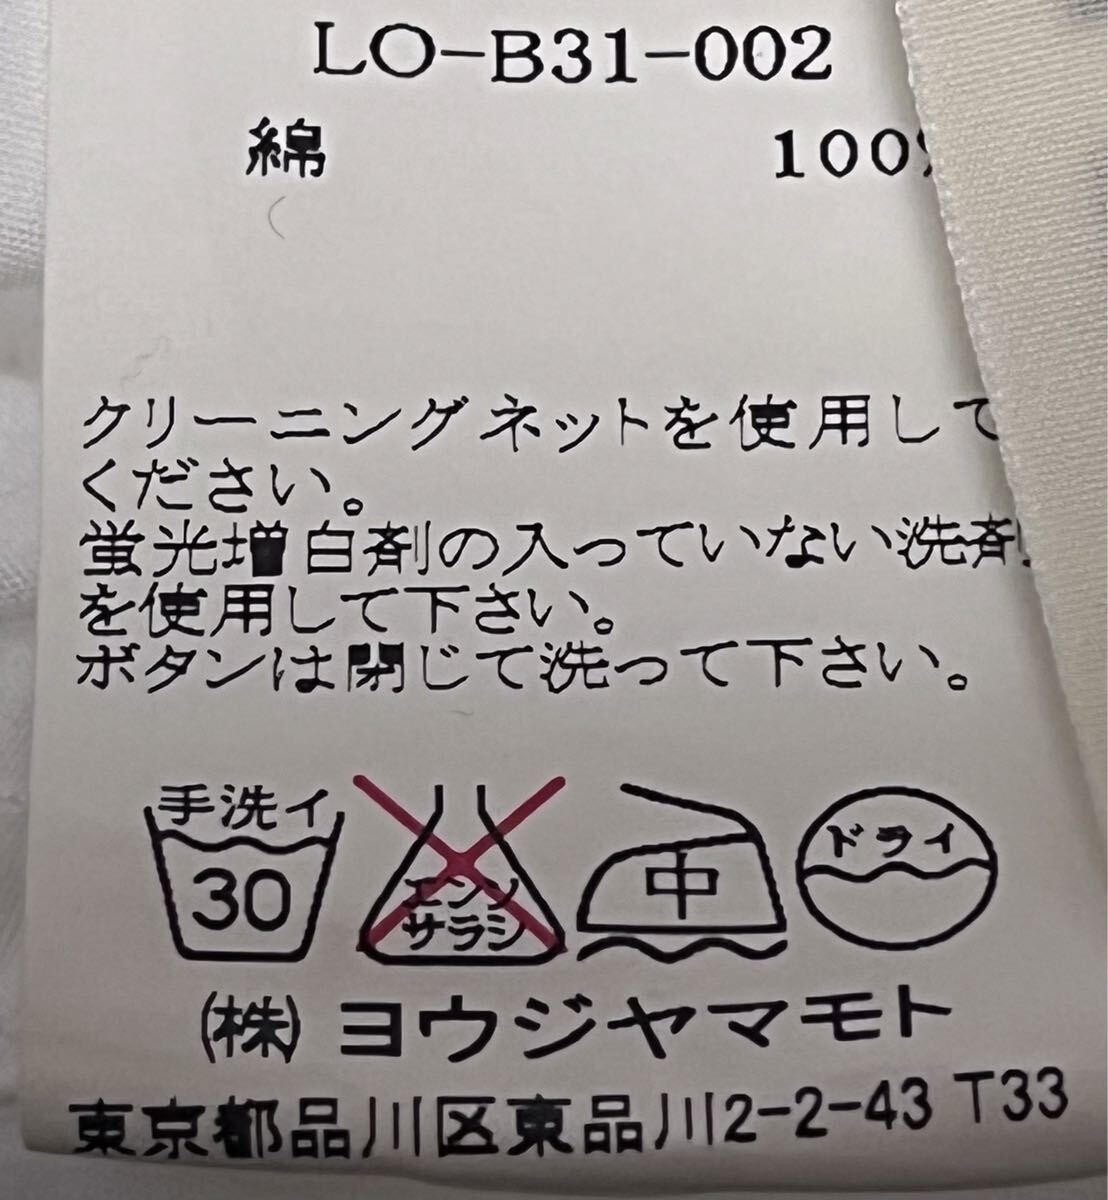 LO-B31-002
綿 100%
クリーニングネットを使用して
ください。
蛍光増白剤の入っていない洗剤
を使用して下さい。
ボタンは閉じて洗って下さい。
手洗イ 30
エンソ サラシ
中
ドライ
㈱ ヨウジヤマモト
東京都品川区東品川2-2-43 T33